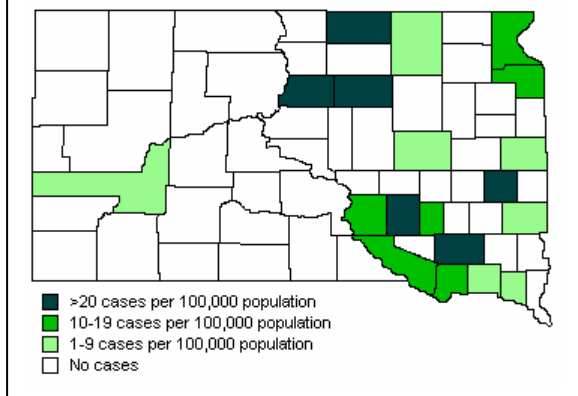 >20 cases per 100,000 population
10-19 cases per 100,000 population
1-9 cases per 100,000 population
No cases